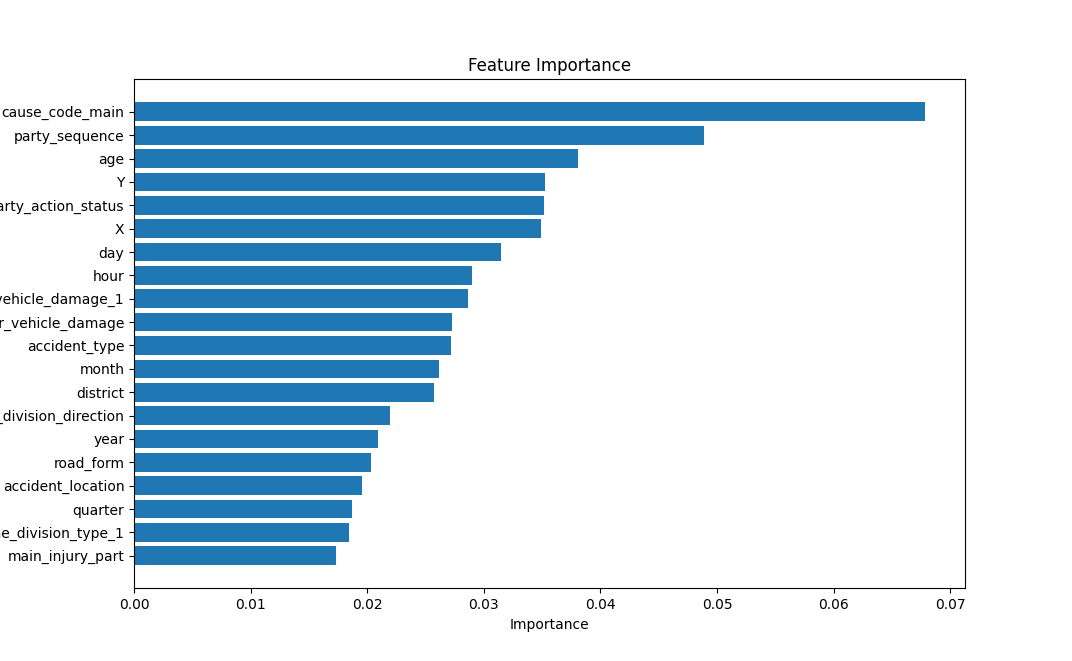 Feature Importance
cause_code_main
party_sequence
age
Y
arty_action_status
X
day
hour
vehicle_damage_1
r_vehicle_damage
accident_type
month
district
_division_direction
year
road_form
accident_location
quarter
e_division_type_1
main_injury_part
0.00 0.01 0.02 0.03 0.04 0.05 0.06 0.07
Importance